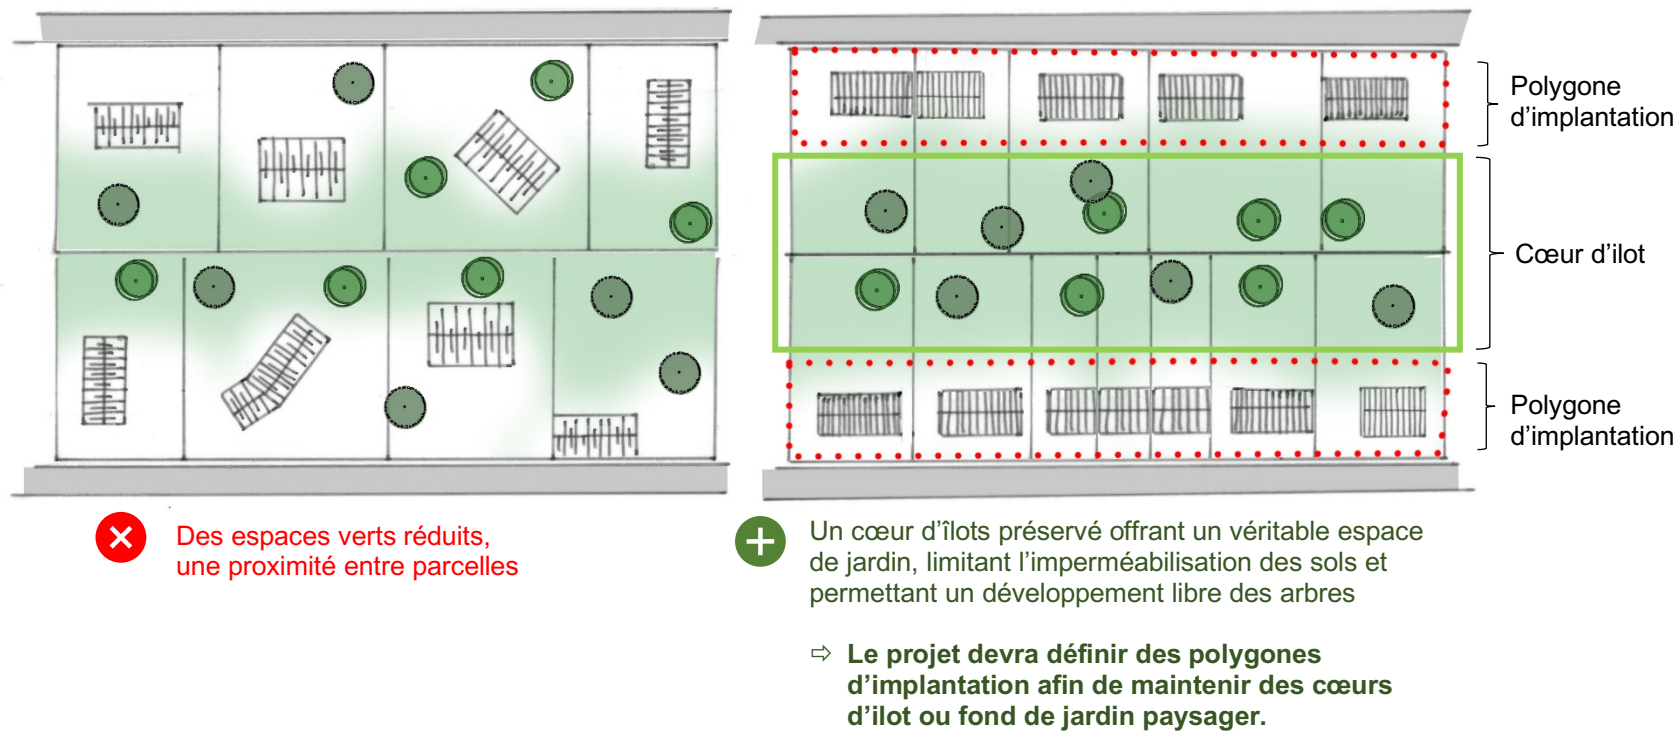 Polygone
d'implantation
Cœur d'ilot
Polygone
d'implantation
Des espaces verts réduits,
une proximité entre parcelles
Un cœur d'îlots préservé offrant un véritable espace
de jardin, limitant l'imperméabilisation des sols et
permettant un développement libre des arbres
⇨ Le projet devra définir des polygones
d'implantation afin de maintenir des cœurs
d'ilot ou fond de jardin paysager.